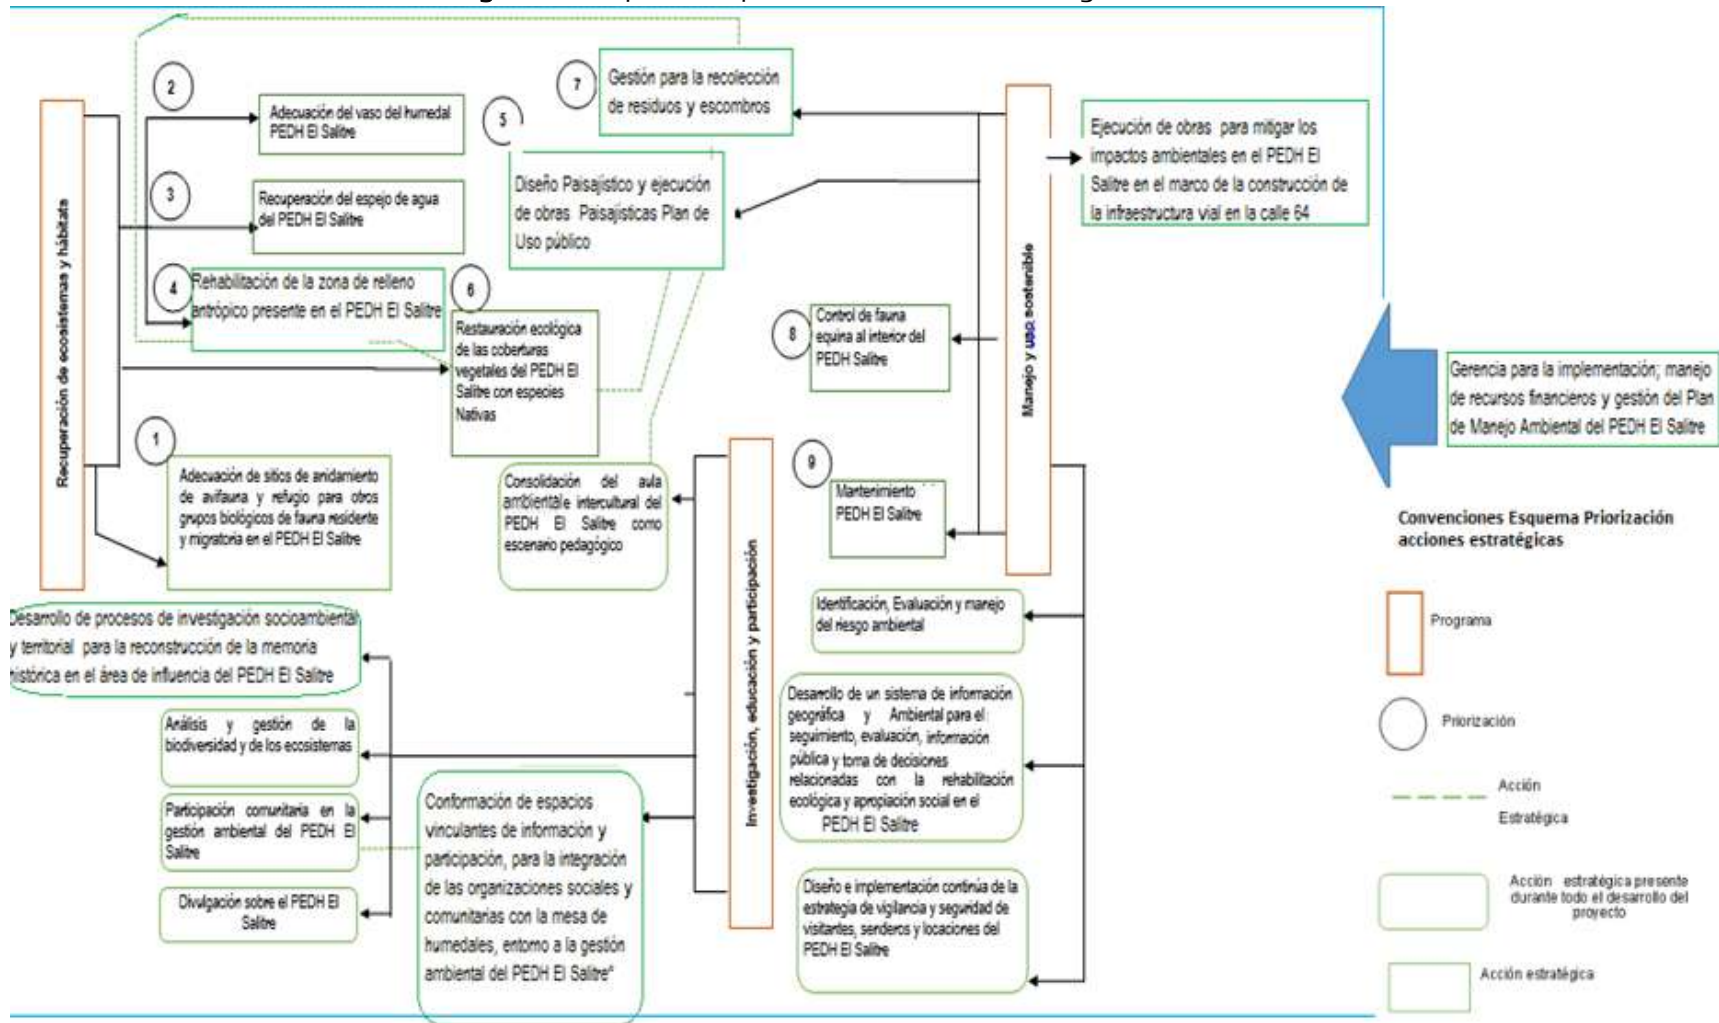 2
Adecuación del vaso del humedal
PEDH El Salitre
3
Recuperación del espejo de agua
del PEDH El Salitre
4
Rehabilitación de la zona de relleno
antrópico presente en el PEDH El Salitre
Recuperación de ecosistemas y hábitats
1
Adecuación de sitios de anidamiento
de avifauna y refugio para otros
grupos biológicos de fauna residente
y migratoria en el PEDH El Salitre
7
Gestión para la recolección
de residuos y escombros
5
Diseño Paisajístico y ejecución
de obras Paisajísticas Plan de
Uso público
6
Restauración ecológica
de las coberturas
vegetales del PEDH El
Salitre con especies
Nativas
Consolidación del aula
ambientale intercultural del
PEDH El Salitre como
escenario pedagógico
Manejo y uso sostenible
Ejecución de obras para mitigar los
impactos ambientales en el PEDH El
Salitre en el marco de la construcción de
la infraestructura vial en la calle 64
8
Control de fauna
equina al interior del
PEDH Salitre
9
Mantenimiento
PEDH El Salitre
Identificación, Evaluación y manejo
del riesgo ambiental
Desarrollo de un sistema de información
geográfica y Ambiental para el
seguimiento, evaluación, información
pública y toma de decisiones
relacionadas con la rehabilitación
ecológica y apropiación social en el
PEDH El Salitre
Diseño e implementación continúa de la
estrategia de vigilancia y seguridad de
visitantes, senderos y locaciones del
PEDH El Salitre
Investigación, educación y participación
Desarrollo de procesos de investigación socioambiental
y territorial para la reconstrucción de la memoria
histórica en el área de influencia del PEDH El Salitre
Análisis y gestión de la
biodiversidad y de los ecosistemas
Participación comunitaria en la
gestión ambiental del PEDH El
Salitre
Divulgación sobre el PEDH El
Salitre
Conformación de espacios
vinculantes de información y
participación, para la integración
de las organizaciones sociales y
comunitarias con la mesa de
humedales, entorno a la gestión
ambiental del PEDH El Salitre"
Gerencia para la implementación; manejo
de recursos financieros y gestión del Plan
de Manejo Ambiental del PEDH El Salitre
Convenciones Esquema Priorización
acciones estratégicas
Programa
Priorización
Acción
Estratégica
Acción estratégica presente
durante todo el desarrollo del
proyecto
Acción estratégica